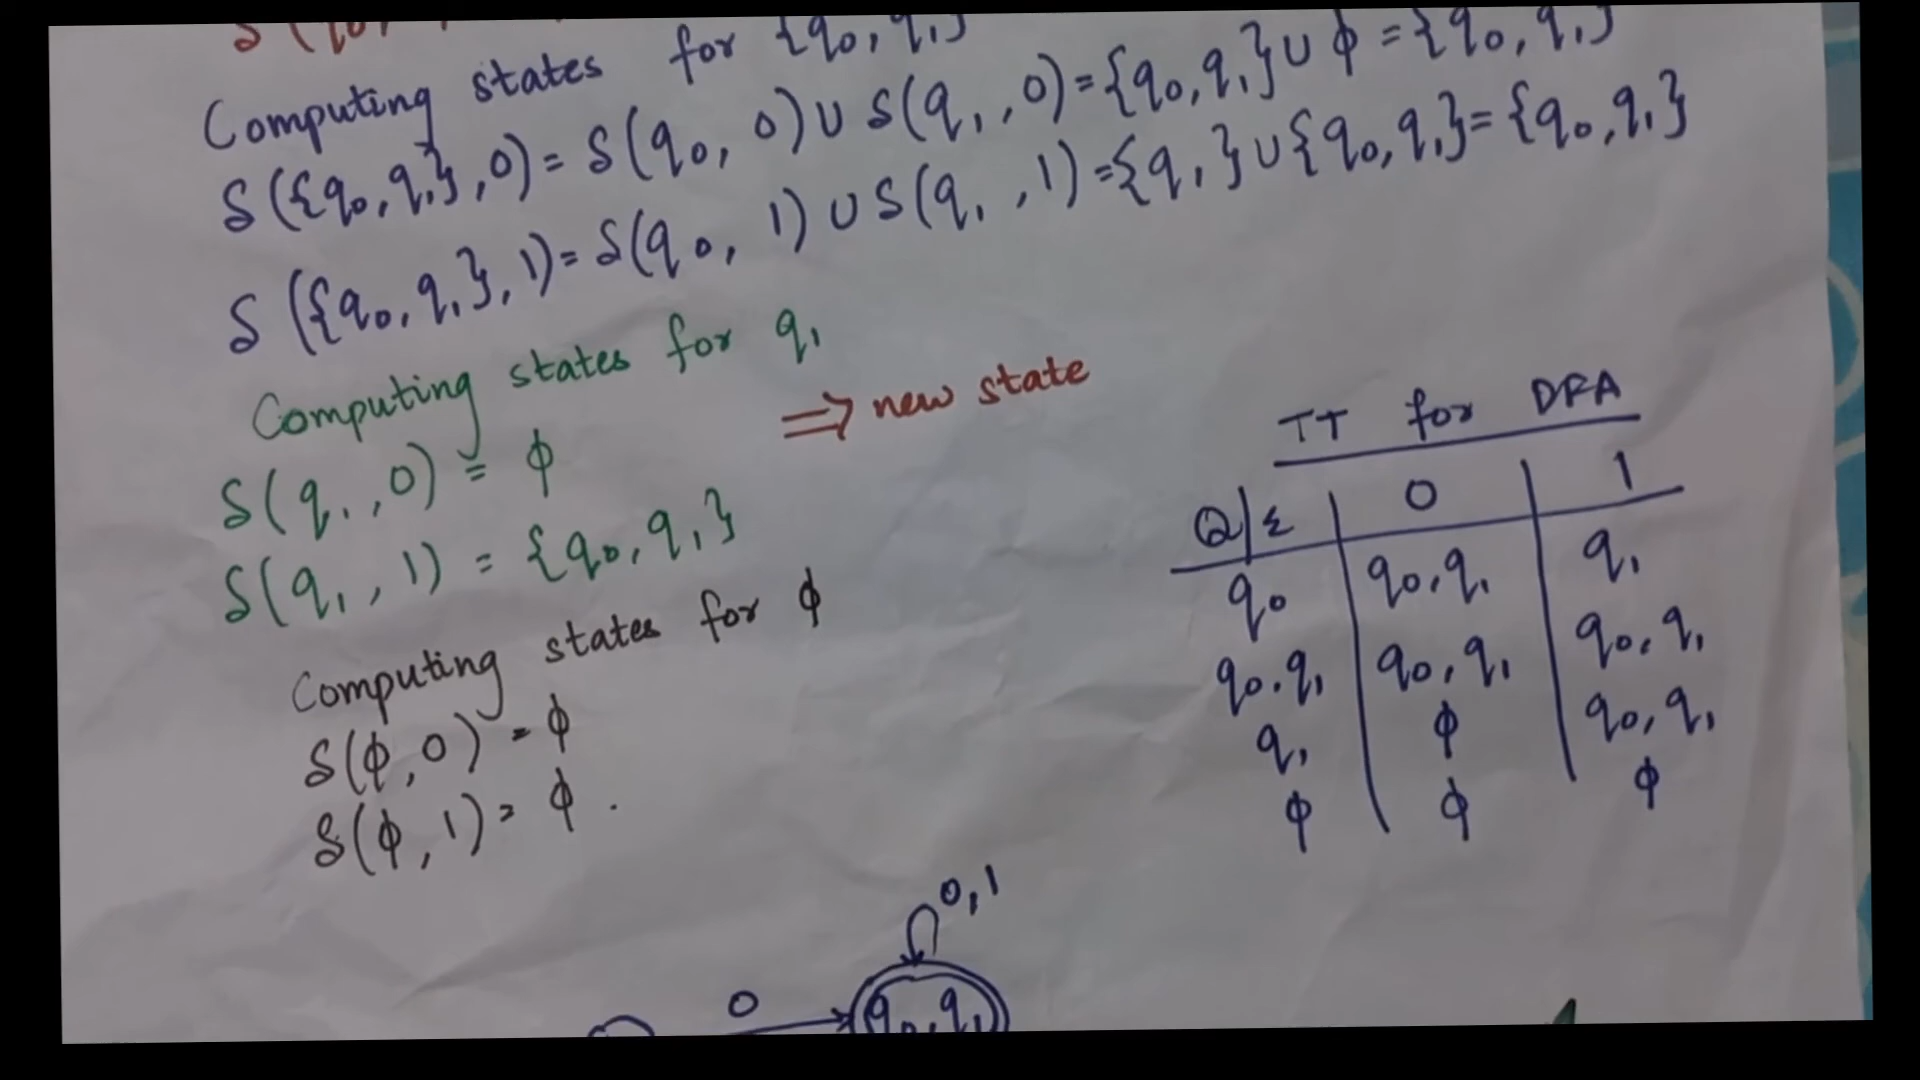 δ(q0,
Computing states for {q0, q1}
δ({q0, q1}, 0) = δ(q0, 0) ∪ δ(q1, 0) = {q0, q1} ∪ ϕ = {q0, q1}
δ({q0, q1}, 1) = δ(q0, 1) ∪ δ(q1, 1) = {q1} ∪ {q0, q1} = {q0, q1}
Computing states for q1
δ(q1, 0) = ϕ ⇒ new state
δ(q1, 1) = {q0, q1}
Computing states for ϕ
δ(ϕ, 0) = ϕ
δ(ϕ, 1) = ϕ.
TT for DFA
Q/Σ | 0 | 1
q0 | q0, q1 | q1
q0, q1 | q0, q1 | q0, q1
q1 | ϕ | q0, q1
ϕ | ϕ | ϕ
0,1
0
q0, q1